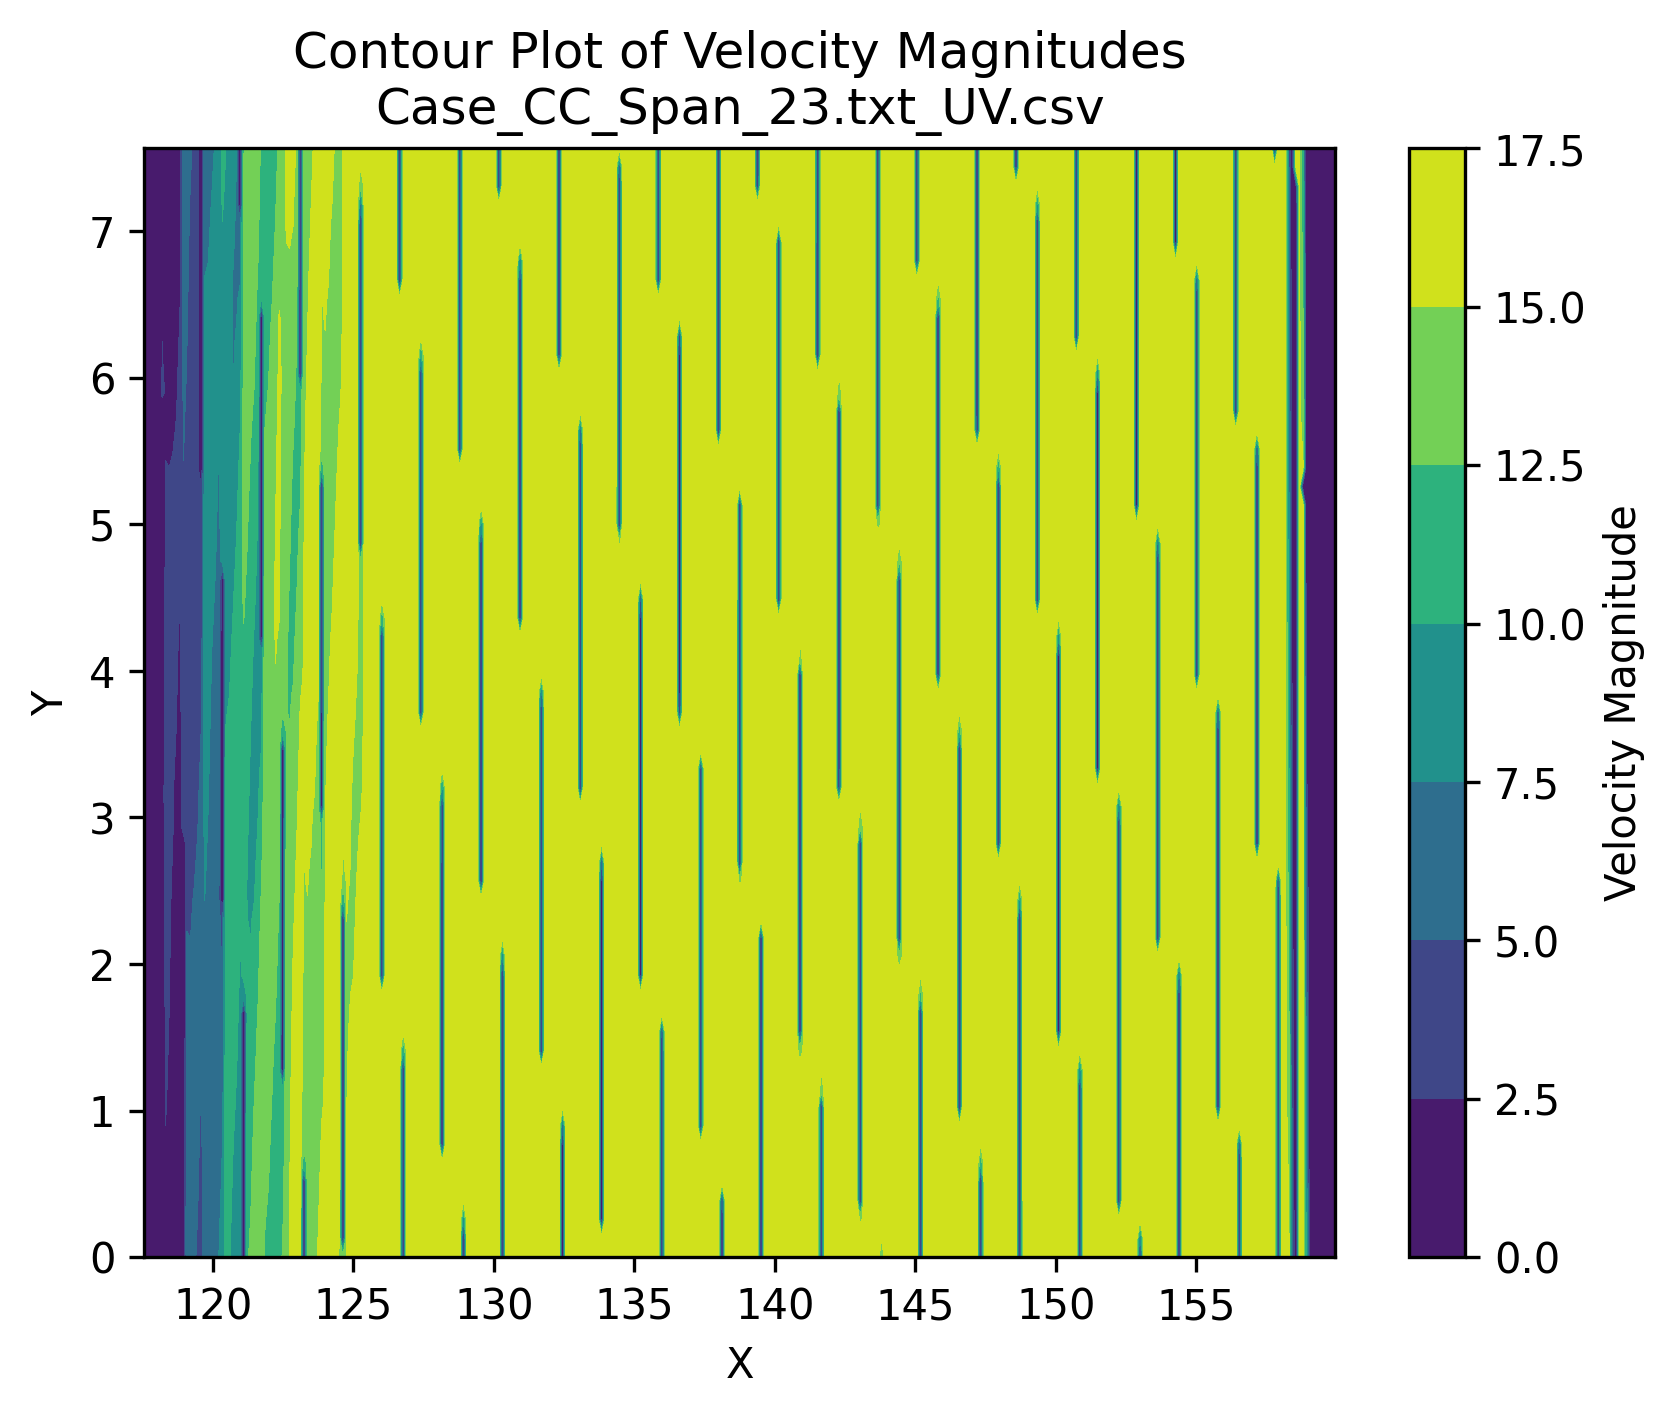 Contour Plot of Velocity Magnitudes
Case_CC_Span_23.txt_UV.csv
Y
7
6
5
4
3
2
1
0
120 125 130 135 140 145 150 155
X
17.5
15.0
12.5
10.0
7.5
5.0
2.5
0.0
Velocity Magnitude